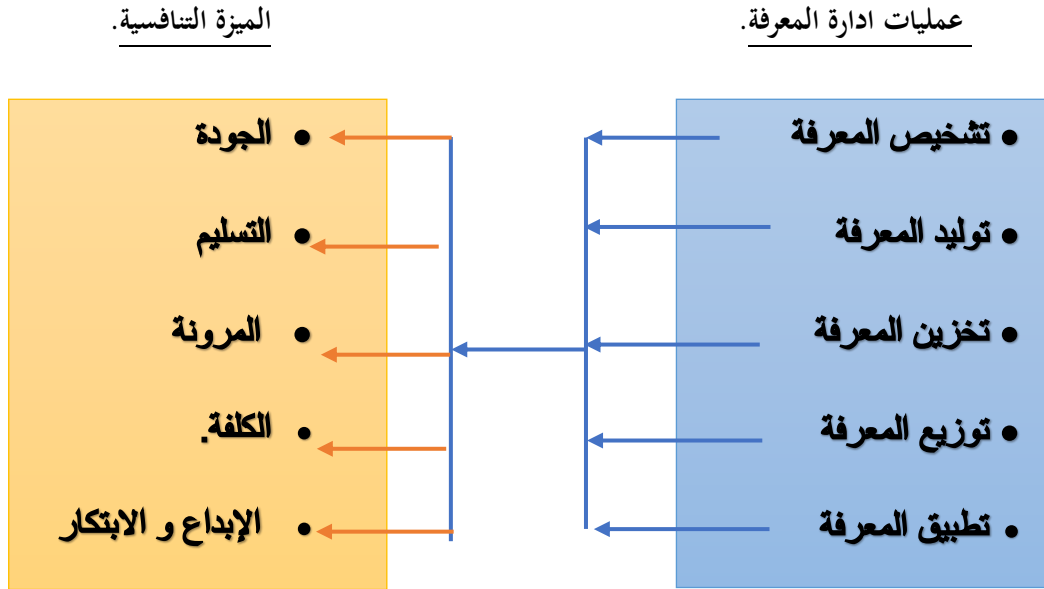 عمليات ادارة المعرفة.
• تشخيص المعرفة
• توليد المعرفة
• تخزين المعرفة
• توزيع المعرفة
• تطبيق المعرفة
الميزة التنافسية.
• الجودة
• التسليم
• المرونة
• الكلفة.
• الإبداع و الابتكار